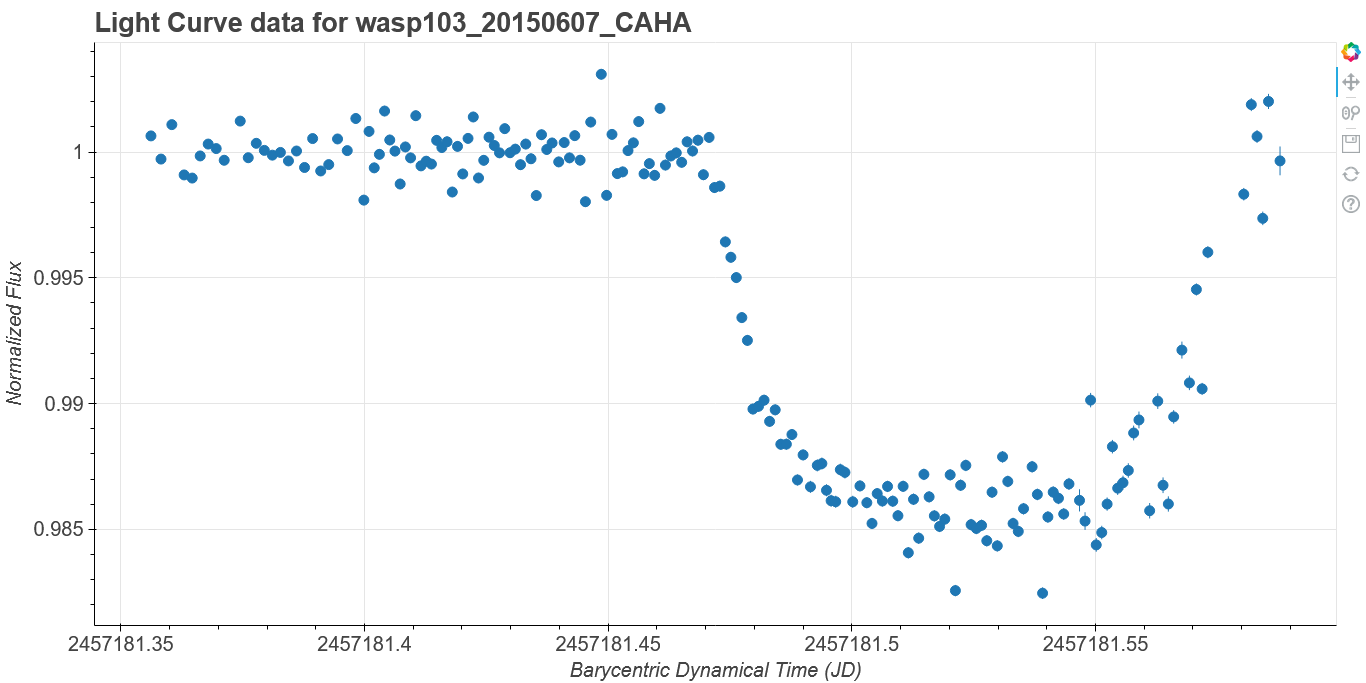 Light Curve data for wasp103_20150607_CAHA
Normalized Flux
1
0.995
0.99
0.985
2457181.35 2457181.4 2457181.45 2457181.5 2457181.55
Barycentric Dynamical Time (JD)